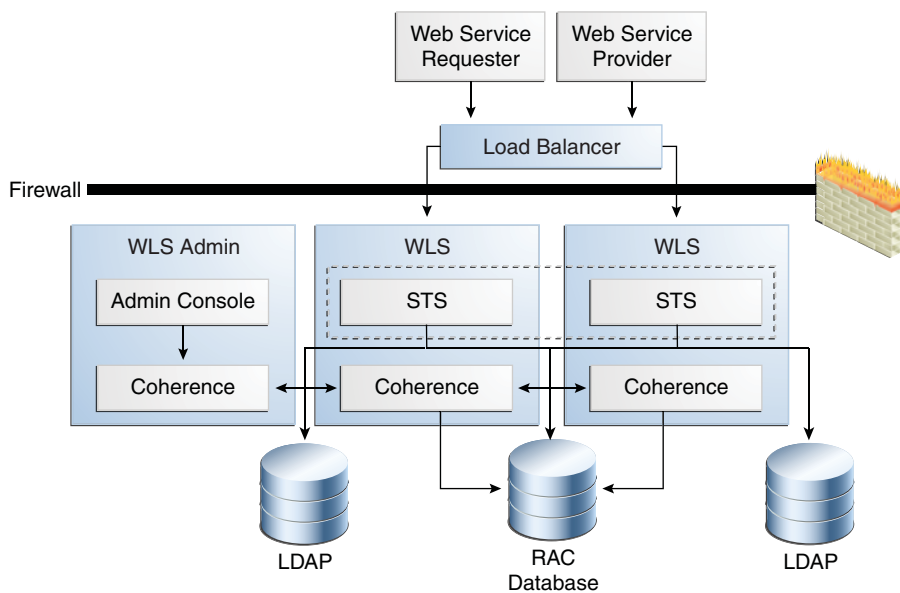 Web Service
Requester
Web Service
Provider
Load Balancer
Firewall
WLS Admin
WLS
WLS
Admin Console
STS
STS
Coherence
Coherence
Coherence
LDAP
RAC
Database
LDAP